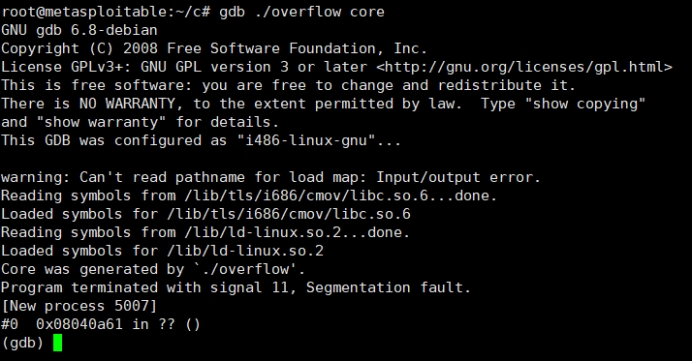 root@metasploitable:~/c# gdb ./overflow core
GNU gdb 6.8-debian
Copyright (C) 2008 Free Software Foundation, Inc.
License GPLv3+: GNU GPL version 3 or later <http://gnu.org/licenses/gpl.html>
This is free software: you are free to change and redistribute it.
There is NO WARRANTY, to the extent permitted by law.  Type "show copying"
and "show warranty" for details.
This GDB was configured as "i486-linux-gnu"...

warning: Can't read pathname for load map: Input/output error.
Reading symbols from /lib/tls/i686/cmov/libc.so.6...done.
Loaded symbols for /lib/tls/i686/cmov/libc.so.6
Reading symbols from /lib/ld-linux.so.2...done.
Loaded symbols for /lib/ld-linux.so.2
Core was generated by `./overflow'.
Program terminated with signal 11, Segmentation fault.
[New process 5007]
#0  0x08040a61 in ?? ()
(gdb)